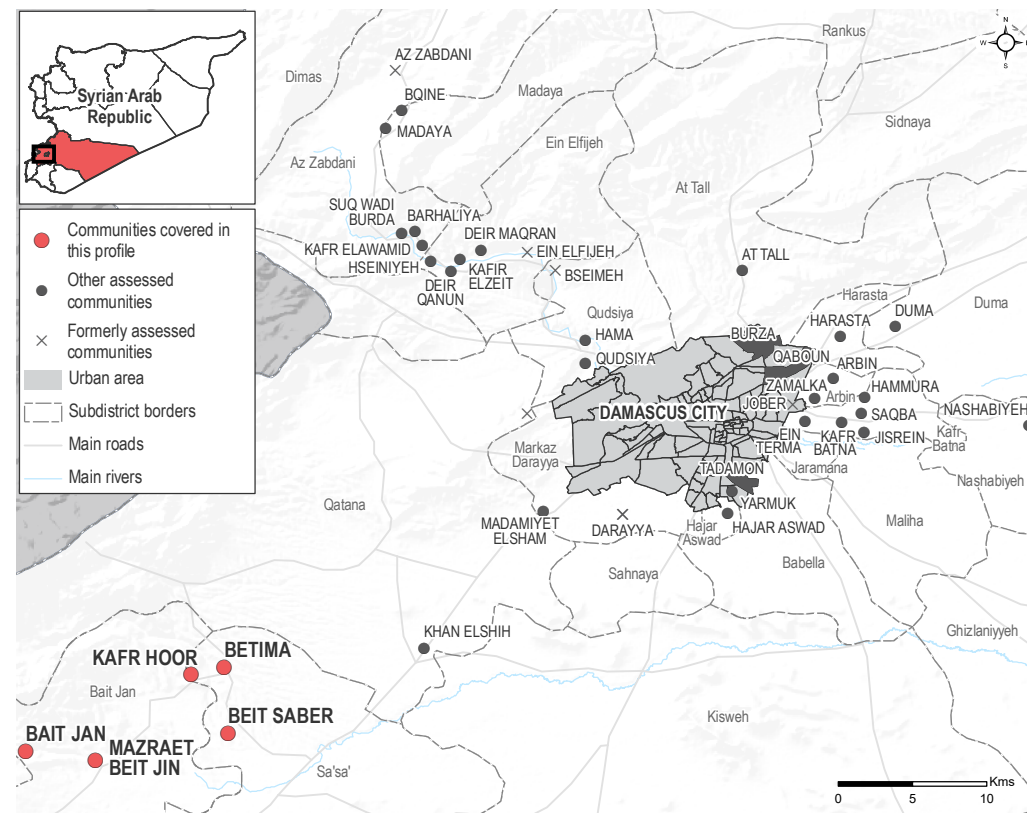 Syrian Arab
Republic
Communities covered in
this profile
Other assessed
communities
Formerly assessed
communities
Urban area
Subdistrict borders
Main roads
Main rivers
N
W
S
Rankus
AZ ZABDANI
Dimas
BQINE
Madaya
MADAYA
Sidnaya
Ein Elfijeh
Az Zabdani
At Tall
SUQ WADI
BURDA
BARHALIYA
DEIR MAQRAN
KAFR ELAWAMID
EIN ELFIJEH
HSEINIYEH
KAFIR
ELZEIT
BSEIMEH
DEIR
QANUN
AT TALL
Harasta
Duma
DUMA
Qudsiya
HARASTA
HAMA
BURZA
QUDSIYA
QABOUN
ARBIN
ZAMALKA
Arbin
HAMMURA
JOBER
SAQBA
NASHABIYEH
DAMASCUS CITY
EIN
TERMA
KAFR
BATNA
JISREIN
Kafr
Batna
Markaz
Darayya
TADAMON
Jaramana
Nashabiyeh
Qatana
YARMUK
MADAMIYET
ELSHAM
DARAYYA
Hajar
Aswad
HAJAR ASWAD
Maliha
Sahnaya
Babella
KHAN ELSHIH
Ghizlaniyyeh
KAFR HOOR
BETIMA
Bait Jan
BEIT SABER
Kisweh
BAIT JAN
MAZRAET
BEIT JIN
Sa'sa'
Kms
0
5
10